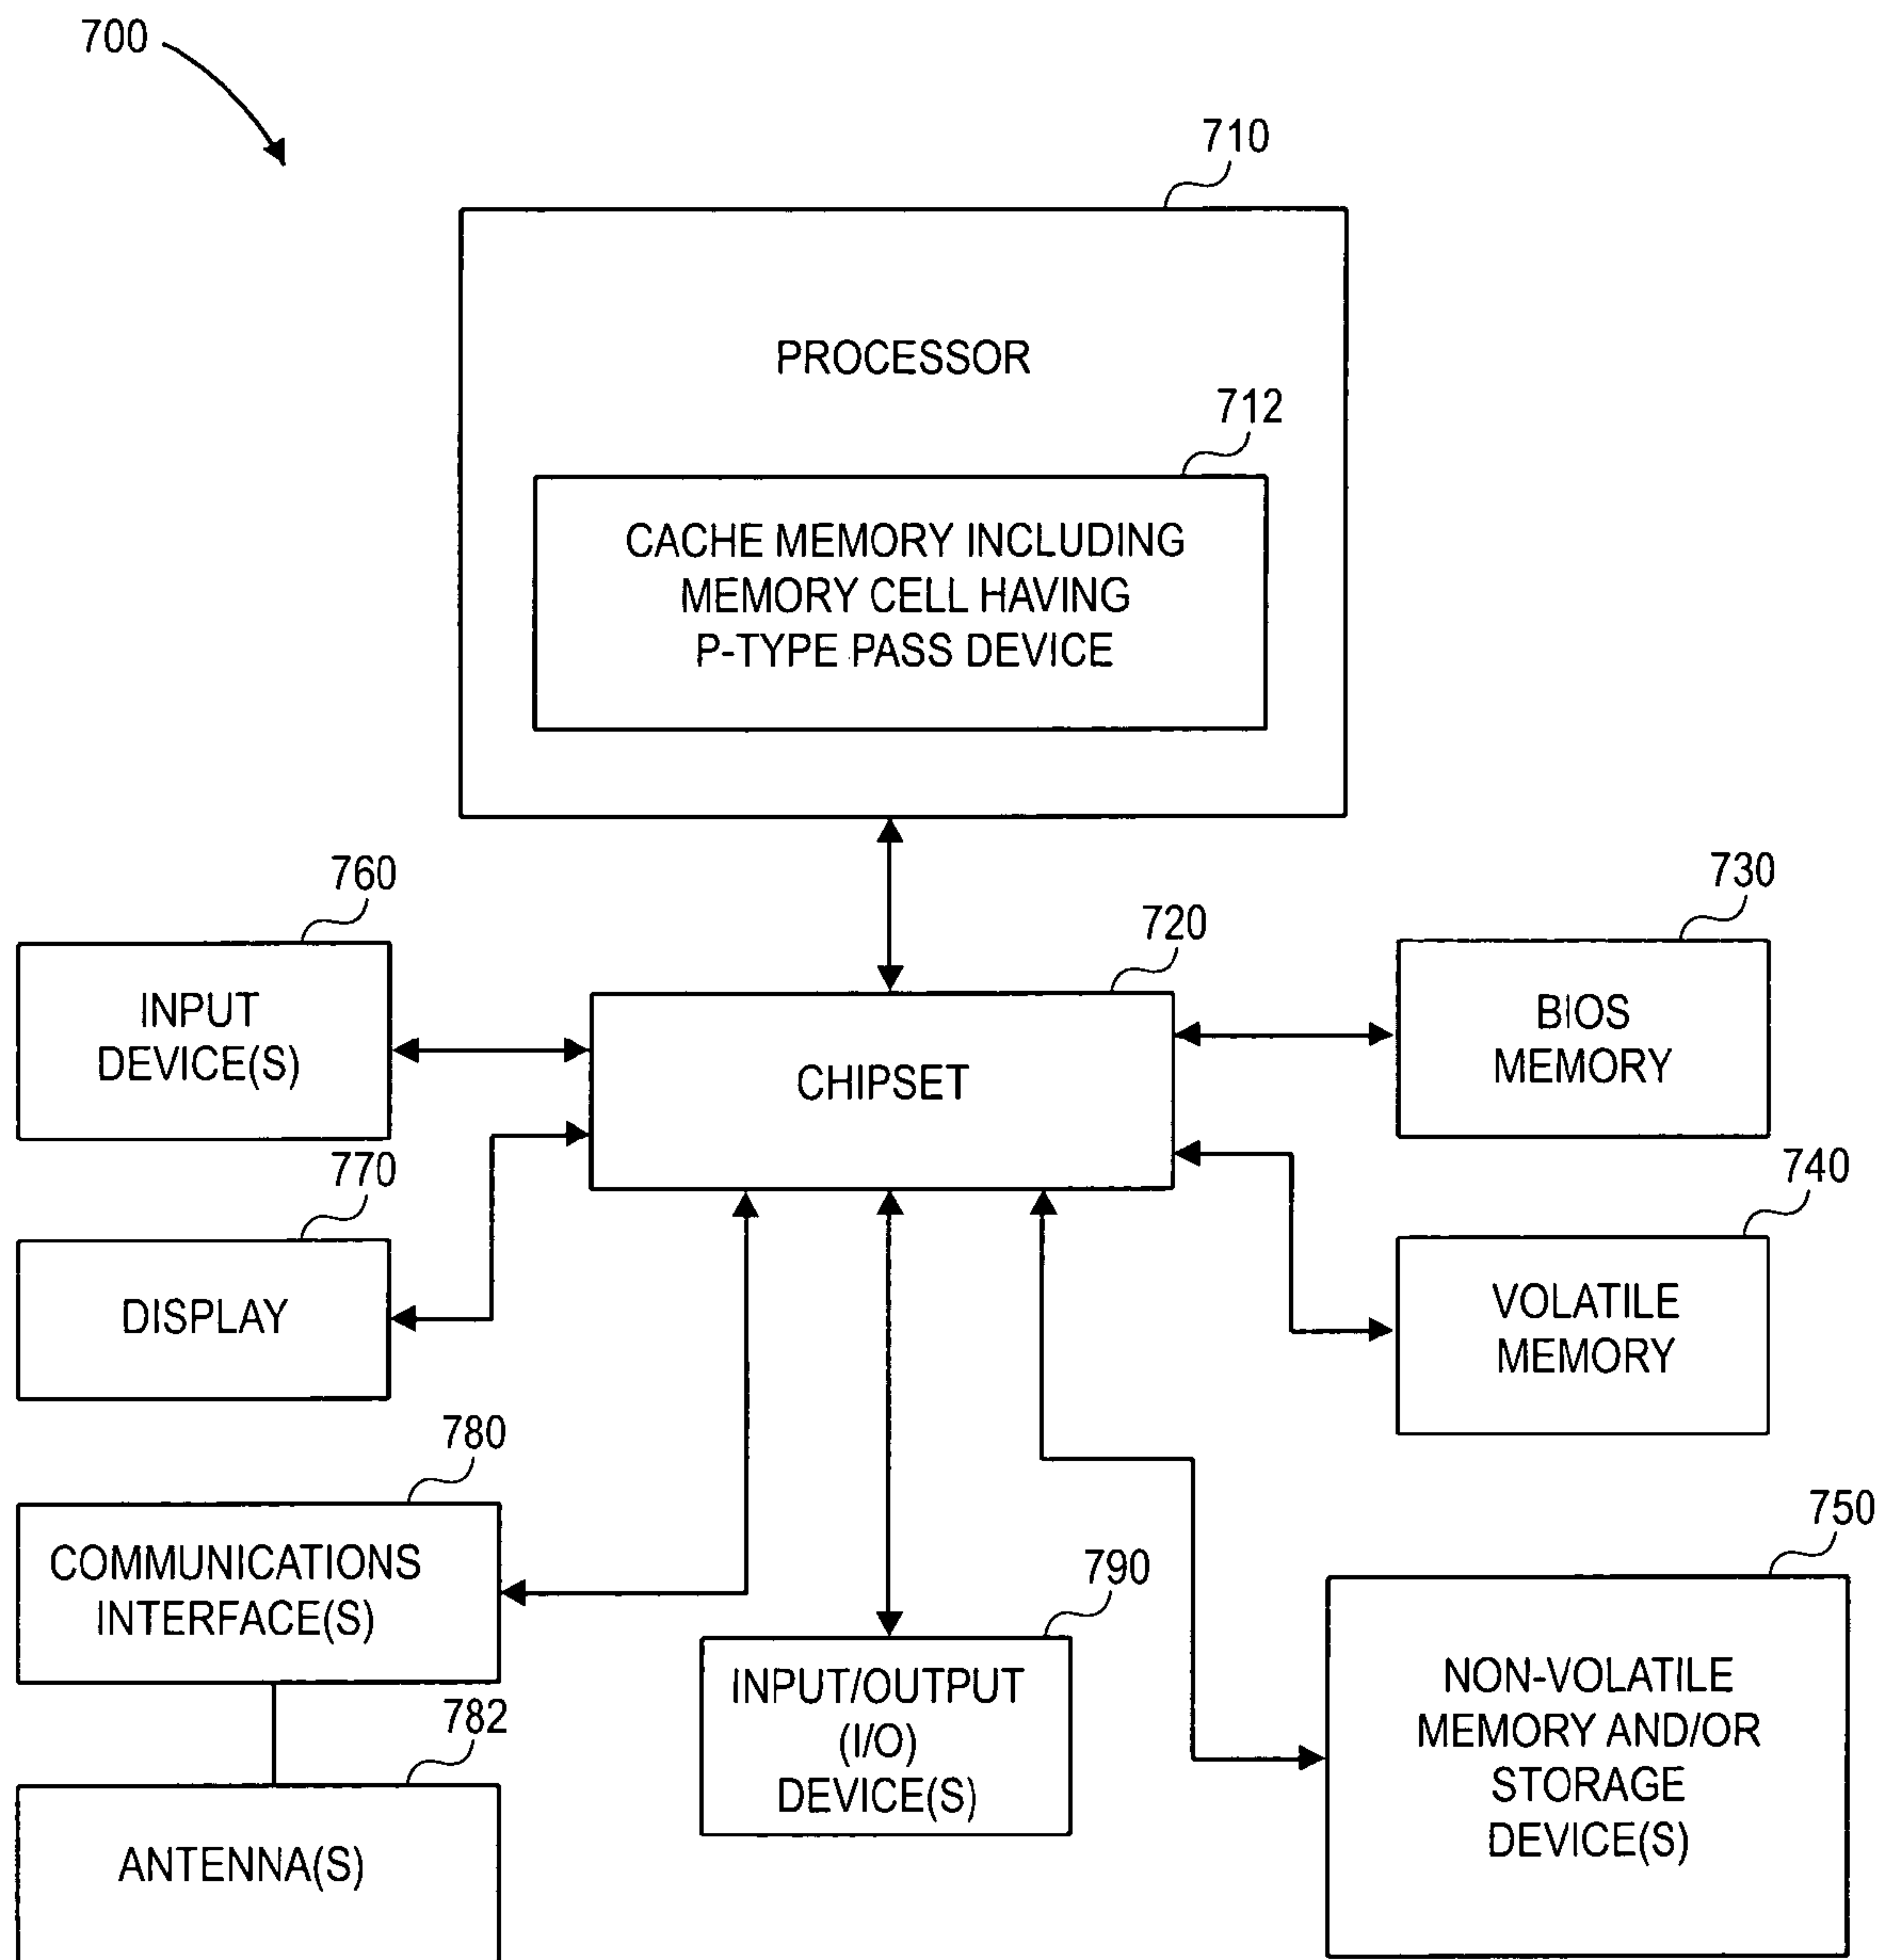 700
710
PROCESSOR
712
CACHE MEMORY INCLUDING
MEMORY CELL HAVING
P-TYPE PASS DEVICE
760
INPUT
DEVICE(S)
720
CHIPSET
730
BIOS
MEMORY
770
DISPLAY
740
VOLATILE
MEMORY
780
COMMUNICATIONS
INTERFACE(S)
782
ANTENNA(S)
790
INPUT/OUTPUT
(I/O)
DEVICE(S)
750
NON-VOLATILE
MEMORY AND/OR
STORAGE
DEVICE(S)